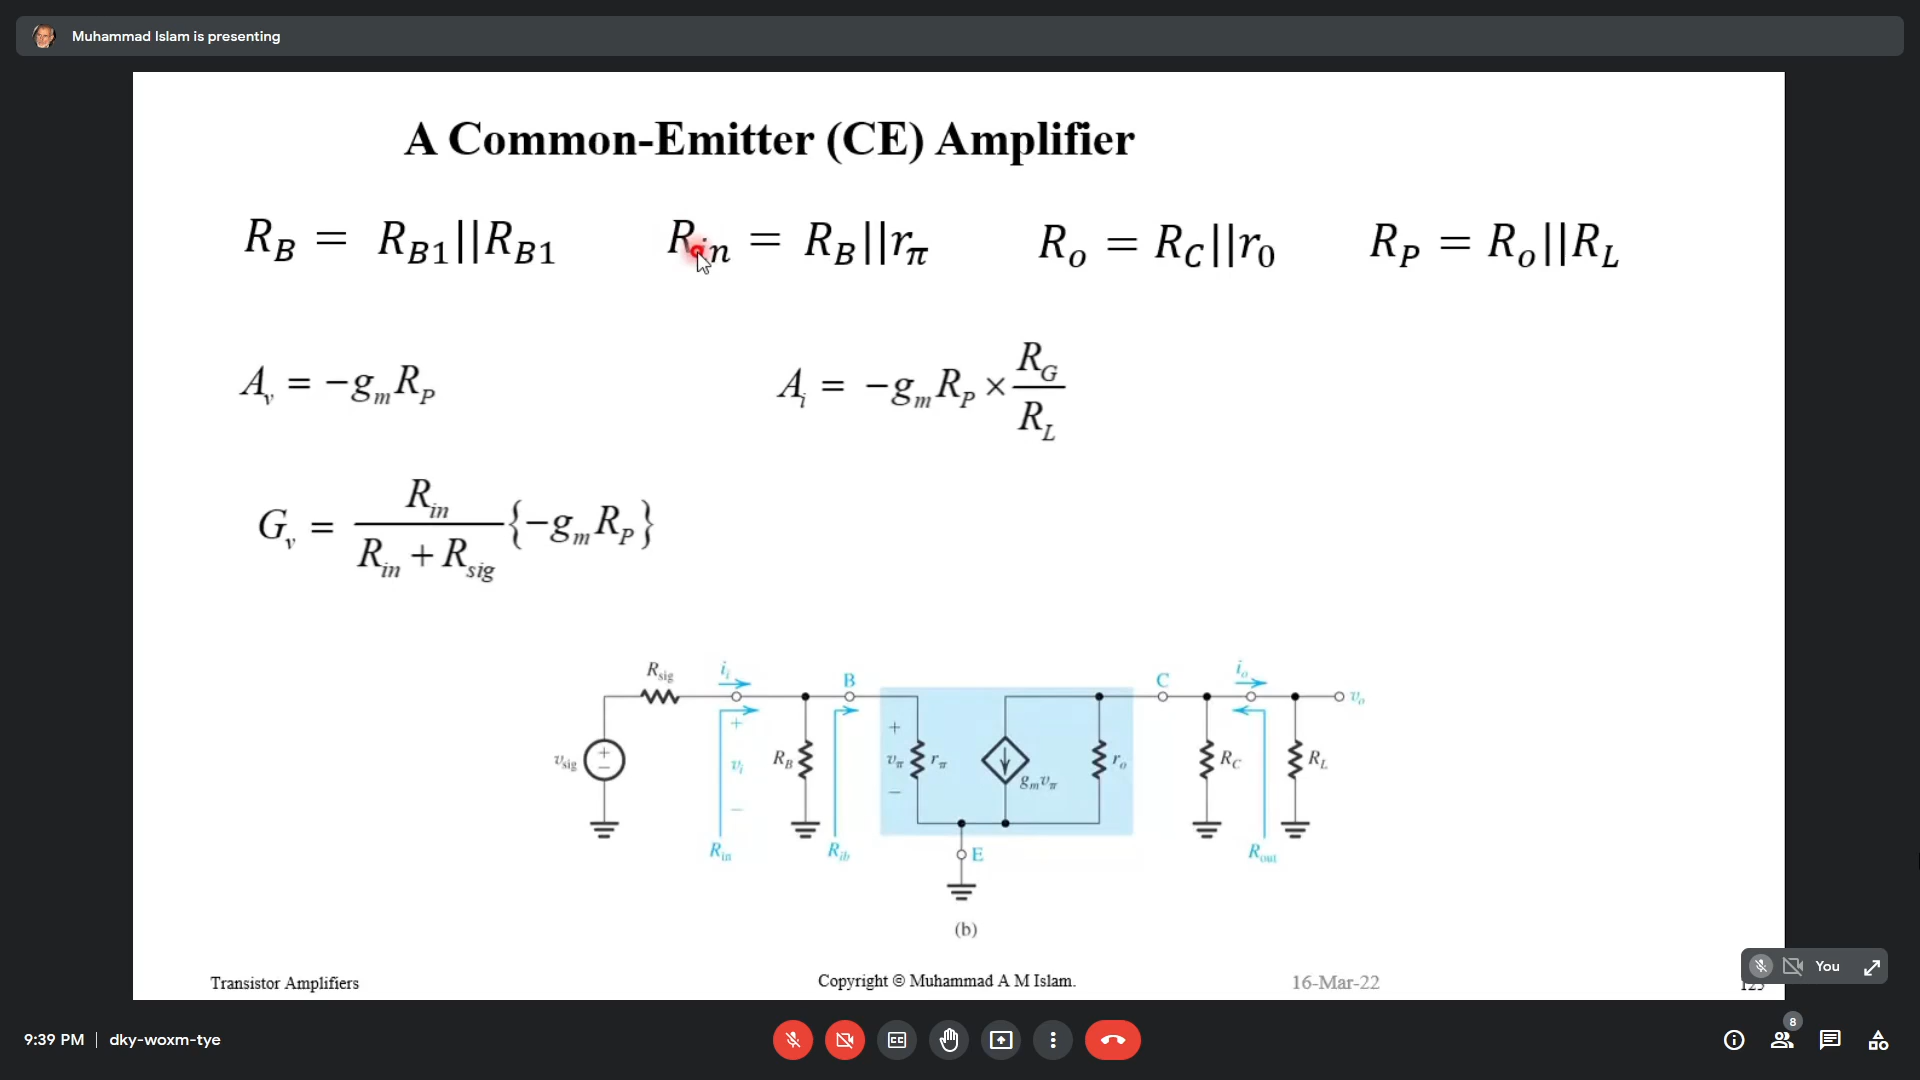 Muhammad Islam is presenting
A Common-Emitter (CE) Amplifier
R_B = R_B1||R_B1 R_in = R_B||r_π R_o = R_C||r_0 R_P = R_o||R_L
A_v = −g_m R_P A_i = −g_m R_P × R_G / R_L
G_v = R_in / (R_in + R_sig) {−g_m R_P}
R_sig i_i B C i_o v_o
v_sig + − + v_i − R_B + v_π − r_π g_m v_π r_o R_C R_L
R_in R_ib E R_out
(b)
Transistor Amplifiers Copyright © Muhammad A M Islam. 16-Mar-22
You
9:39 PM | dky-woxm-tye
CC
8